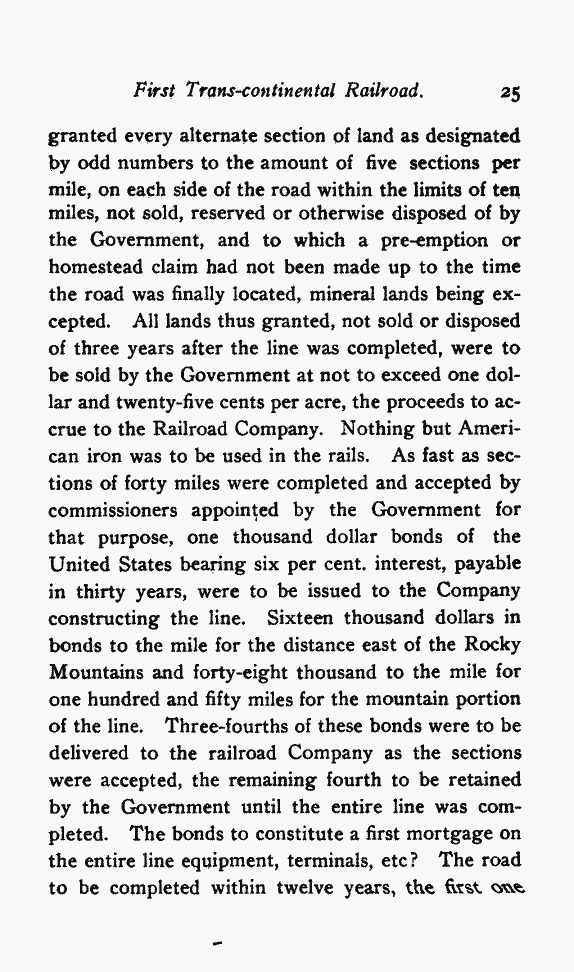 First Trans-continental Railroad. 25
granted every alternate section of land as designated
by odd numbers to the amount of five sections per
mile, on each side of the road within the limits of ten
miles, not sold, reserved or otherwise disposed of by
the Government, and to which a pre-emption or
homestead claim had not been made up to the time
the road was finally located, mineral lands being ex-
cepted. All lands thus granted, not sold or disposed
of three years after the line was completed, were to
be sold by the Government at not to exceed one dol-
lar and twenty-five cents per acre, the proceeds to ac-
crue to the Railroad Company. Nothing but Ameri-
can iron was to be used in the rails. As fast as sec-
tions of forty miles were completed and accepted by
commissioners appointed by the Government for
that purpose, one thousand dollar bonds of the
United States bearing six per cent. interest, payable
in thirty years, were to be issued to the Company
constructing the line. Sixteen thousand dollars in
bonds to the mile for the distance east of the Rocky
Mountains and forty-eight thousand to the mile for
one hundred and fifty miles for the mountain portion
of the line. Three-fourths of these bonds were to be
delivered to the railroad Company as the sections
were accepted, the remaining fourth to be retained
by the Government until the entire line was com-
pleted. The bonds to constitute a first mortgage on
the entire line equipment, terminals, etc? The road
to be completed within twelve years, the first one